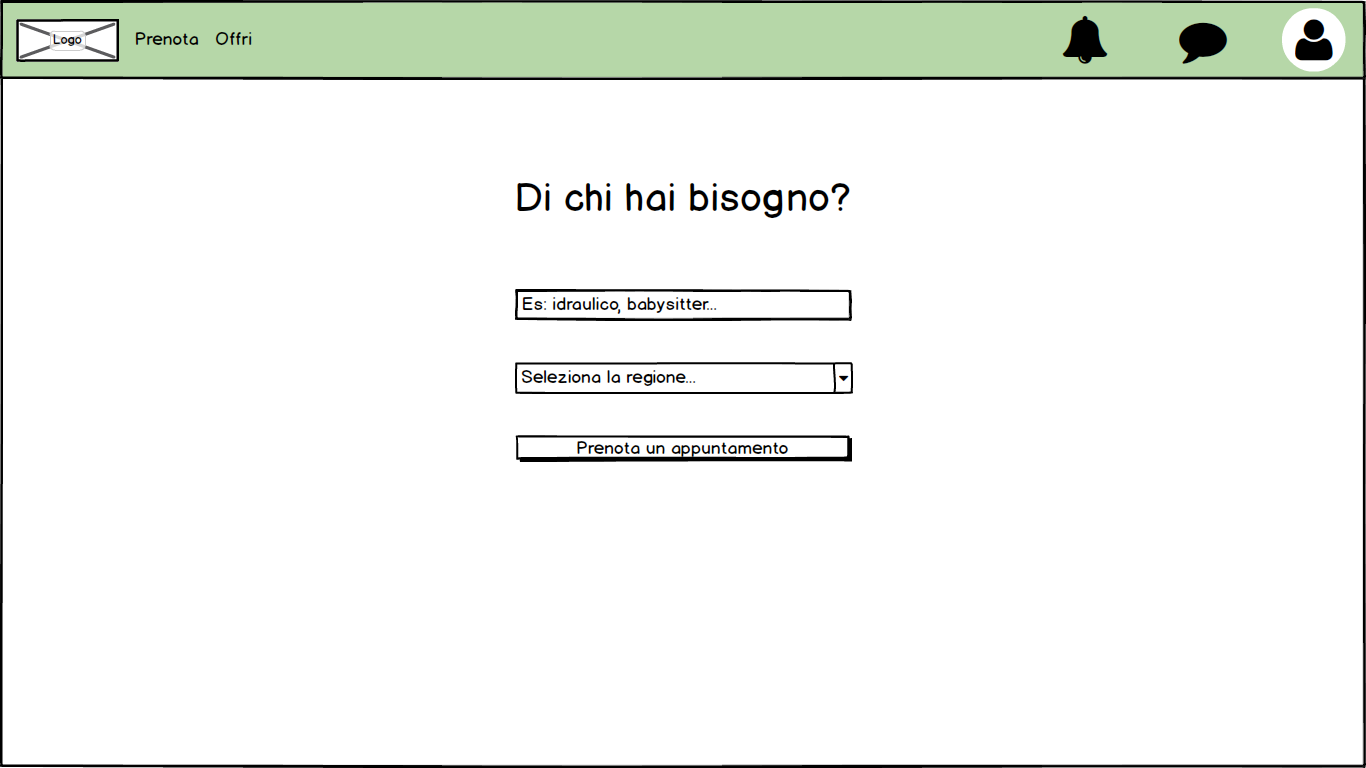 Logo Prenota Offri
Di chi hai bisogno?
Es: idraulico, babysitter...
Seleziona la regione...
Prenota un appuntamento